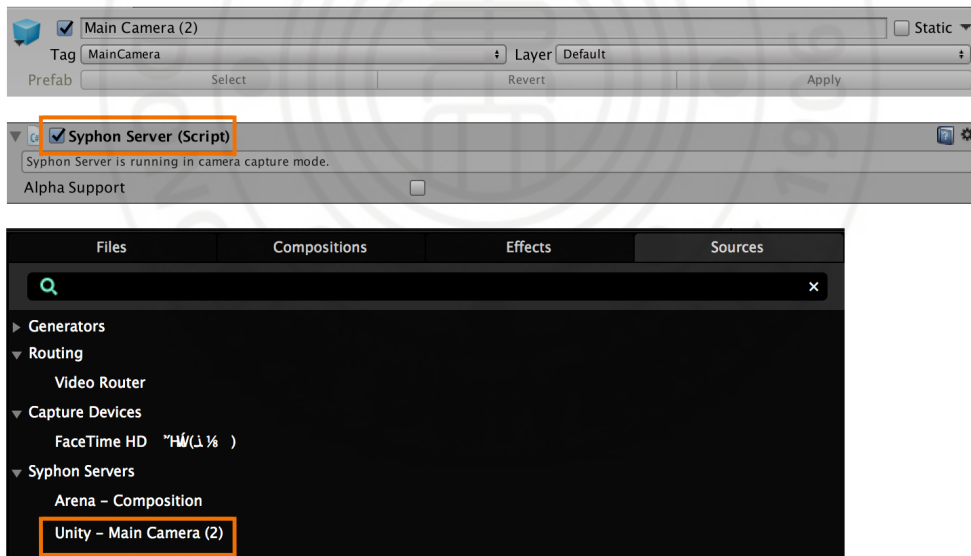 Main Camera (2) Static
Tag MainCamera Layer Default
Prefab Select Revert Apply
Syphon Server (Script)
Syphon Server is running in camera capture mode.
Alpha Support
Files Compositions Effects Sources
Generators
Routing
Video Router
Capture Devices
FaceTime HD
Syphon Servers
Arena – Composition
Unity – Main Camera (2)
1906